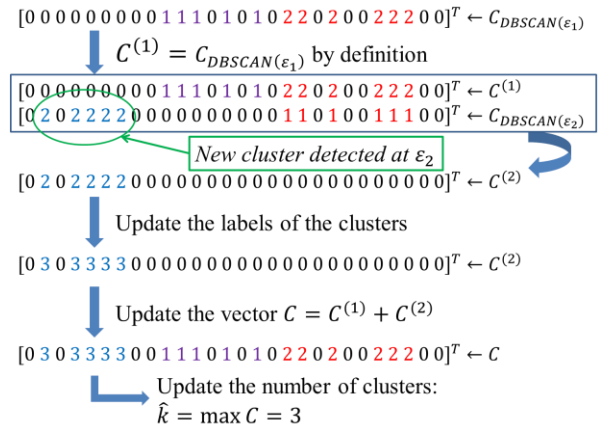 [0 0 0 0 0 0 0 0 0 1 1 1 0 1 0 1 0 2 2 0 2 0 0 2 2 2 0 0]ᵀ ← C_DBSCAN(ε₁)
C⁽¹⁾ = C_DBSCAN(ε₁) by definition
[0 0 0 0 0 0 0 0 0 1 1 1 0 1 0 1 0 2 2 0 2 0 0 2 2 2 0 0]ᵀ ← C⁽¹⁾
[0 2 0 2 2 2 2 0 0 0 0 0 0 0 0 0 0 1 1 0 1 0 0 1 1 1 0 0]ᵀ ← C_DBSCAN(ε₂)
New cluster detected at ε₂
[0 2 0 2 2 2 2 0 0 0 0 0 0 0 0 0 0 0 0 0 0 0 0 0 0 0 0 0]ᵀ ← C⁽²⁾
Update the labels of the clusters
[0 3 0 3 3 3 3 0 0 0 0 0 0 0 0 0 0 0 0 0 0 0 0 0 0 0 0 0]ᵀ ← C⁽²⁾
Update the vector C = C⁽¹⁾ + C⁽²⁾
[0 3 0 3 3 3 3 0 0 1 1 1 0 1 0 1 0 2 2 0 2 0 0 2 2 2 0 0]ᵀ ← C
Update the number of clusters:
k̂ = max C = 3